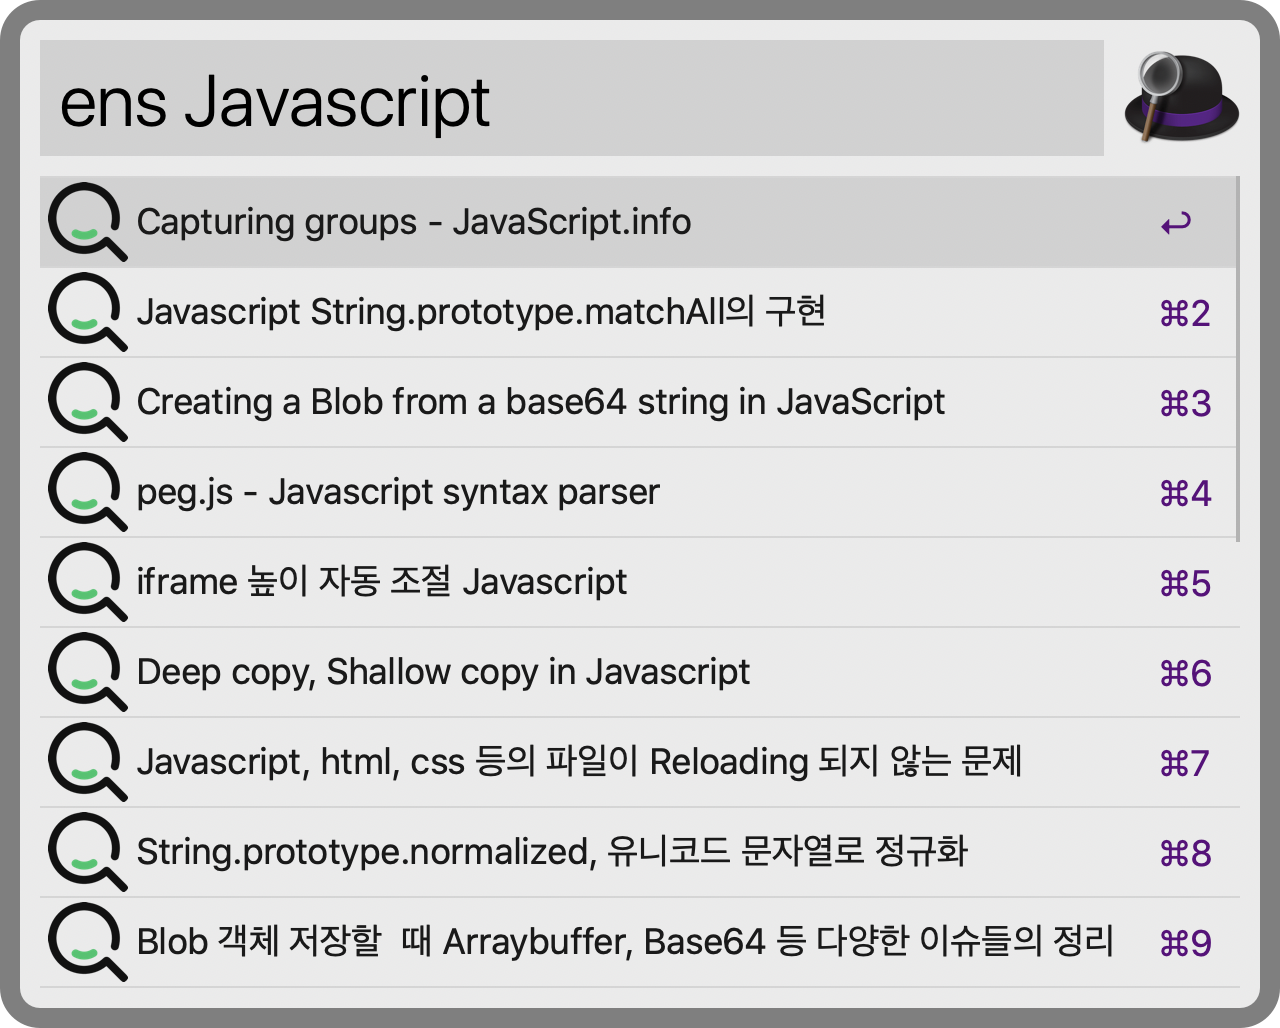 ens Javascript
Capturing groups - JavaScript.info ↩
Javascript String.prototype.matchAll의 구현 ⌘2
Creating a Blob from a base64 string in JavaScript ⌘3
peg.js - Javascript syntax parser ⌘4
iframe 높이 자동 조절 Javascript ⌘5
Deep copy, Shallow copy in Javascript ⌘6
Javascript, html, css 등의 파일이 Reloading 되지 않는 문제 ⌘7
String.prototype.normalized, 유니코드 문자열로 정규화 ⌘8
Blob 객체 저장할  때 Arraybuffer, Base64 등 다양한 이슈들의 정리 ⌘9